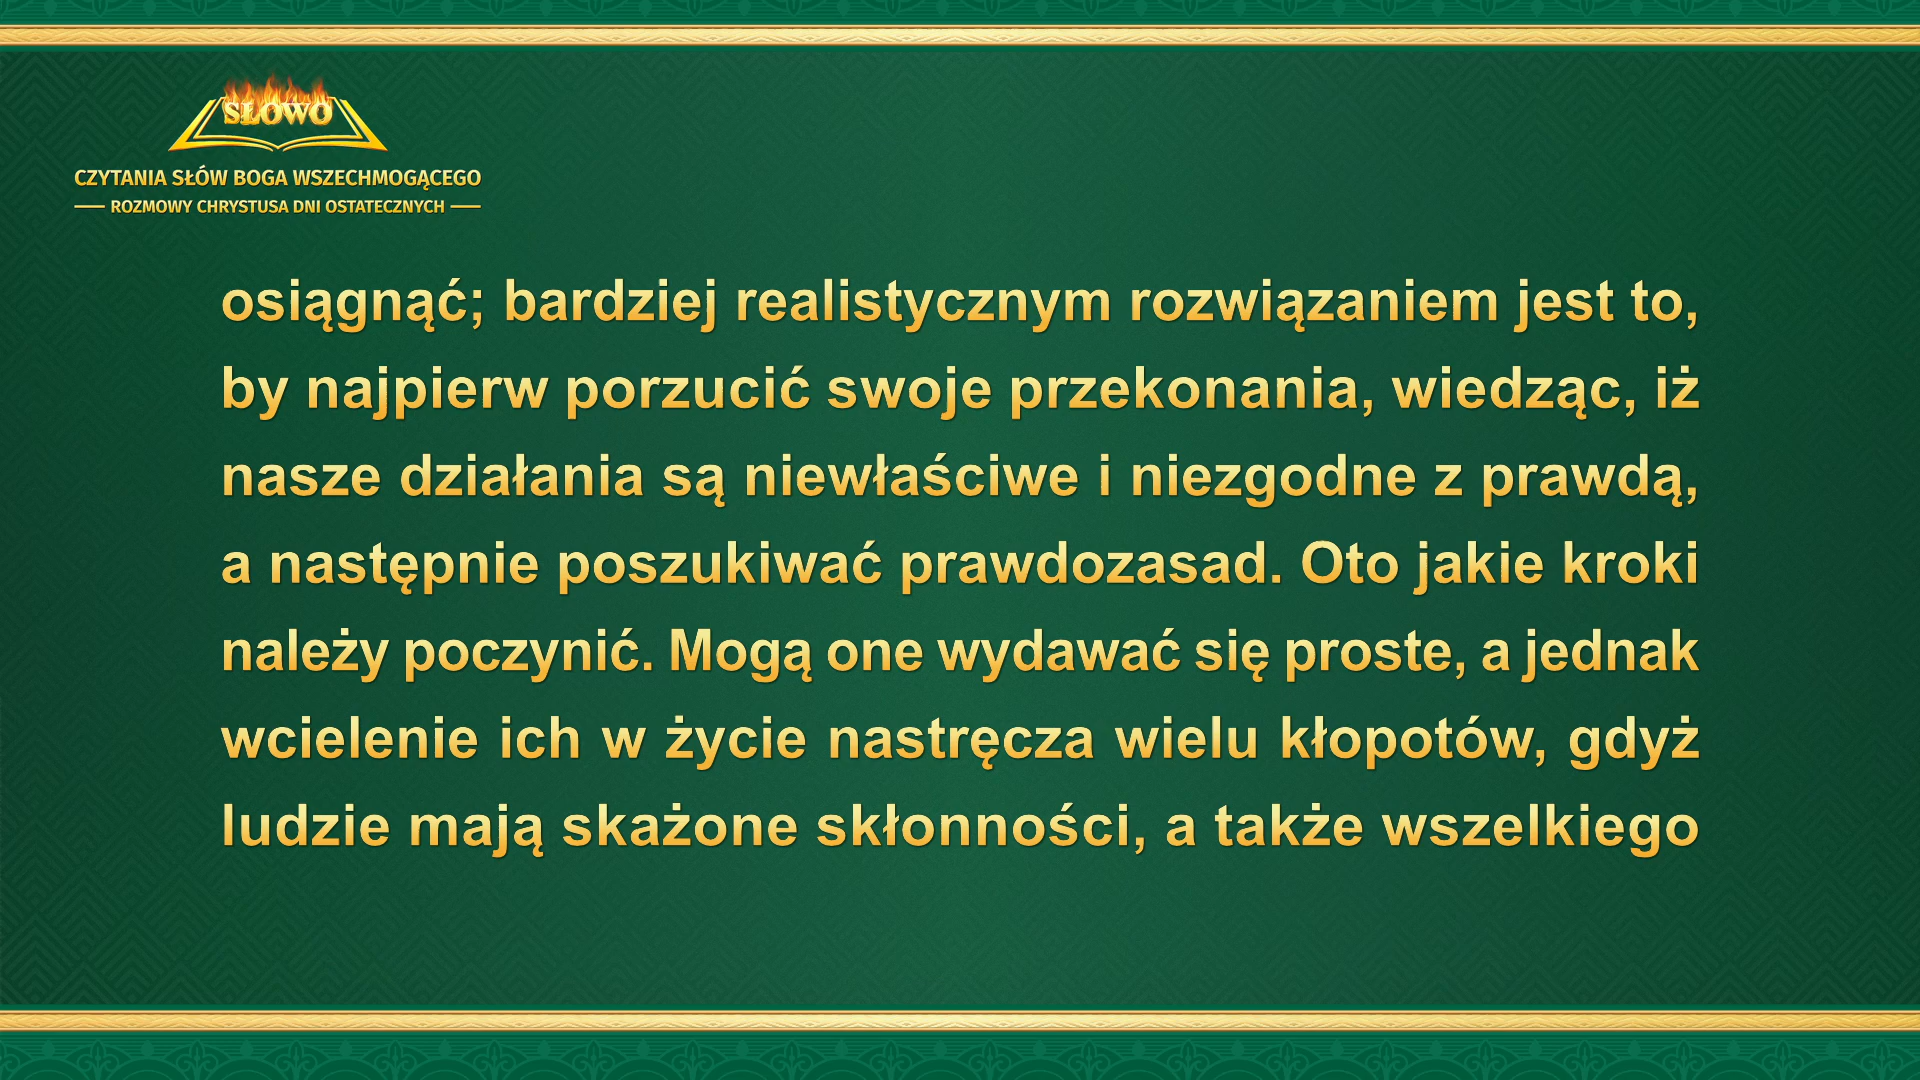 SŁOWO
CZYTANIA SŁÓW BOGA WSZECHMOGĄCEGO
ROZMOWY CHRYSTUSA DNI OSTATECZNYCH
osiągnąć; bardziej realistycznym rozwiązaniem jest to,
by najpierw porzucić swoje przekonania, wiedząc, iż
nasze działania są niewłaściwe i niezgodne z prawdą,
a następnie poszukiwać prawdozasad. Oto jakie kroki
należy poczynić. Mogą one wydawać się proste, a jednak
wcielenie ich w życie nastręcza wielu kłopotów, gdyż
ludzie mają skażone skłonności, a także wszelkiego